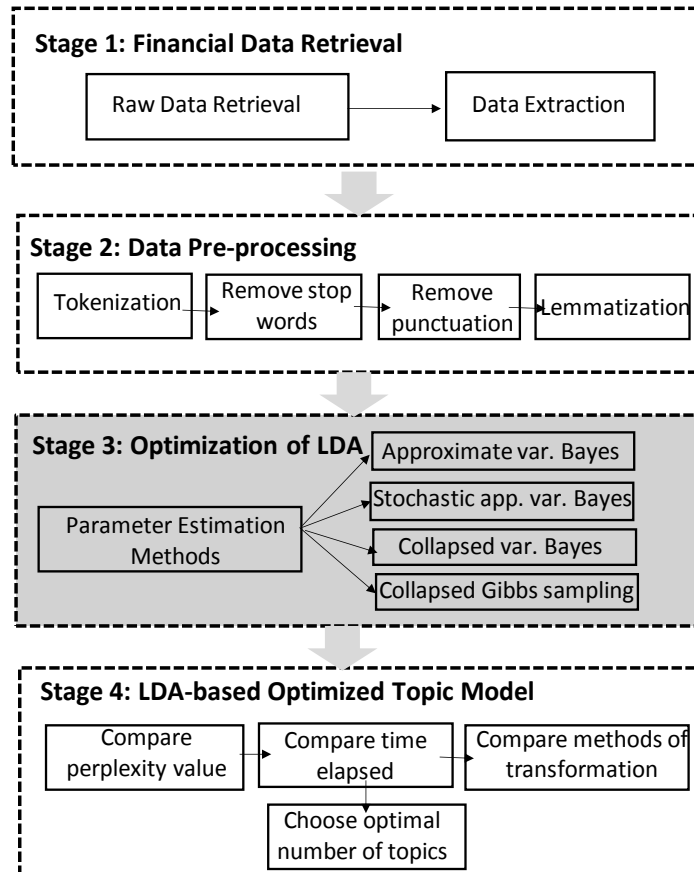 Stage 1: Financial Data Retrieval
Raw Data Retrieval
Data Extraction
Stage 2: Data Pre-processing
Tokenization
Remove stop
words
Remove
punctuation
Lemmatization
Stage 3: Optimization of LDA
Parameter Estimation
Methods
Approximate var. Bayes
Stochastic app. var. Bayes
Collapsed var. Bayes
Collapsed Gibbs sampling
Stage 4: LDA-based Optimized Topic Model
Compare
perplexity value
Compare time
elapsed
Compare methods of
transformation
Choose optimal
number of topics